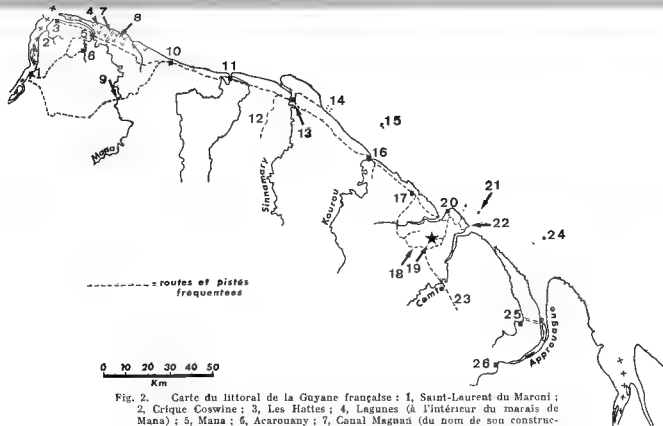 4 7 8
3
2
5
6
1
9
10
11
12
13
14
15
16
17
18
19
20
21
22
23
24
25
26
Mana
Sinnamary
Kourou
Comté
Approuague
= routes et pistes
fréquentées
0 10 20 30 40 50
Km
Fig. 2. Carte du littoral de la Guyane française : 1, Saint-Laurent du Maroni ;
2, Crique Coswine ; 3, Les Hattes ; 4, Lagunes (à l'intérieur du marais de
Mana) ; 5, Mana ; 6, Acarouany ; 7, Canal Magnan (du nom de son construc-